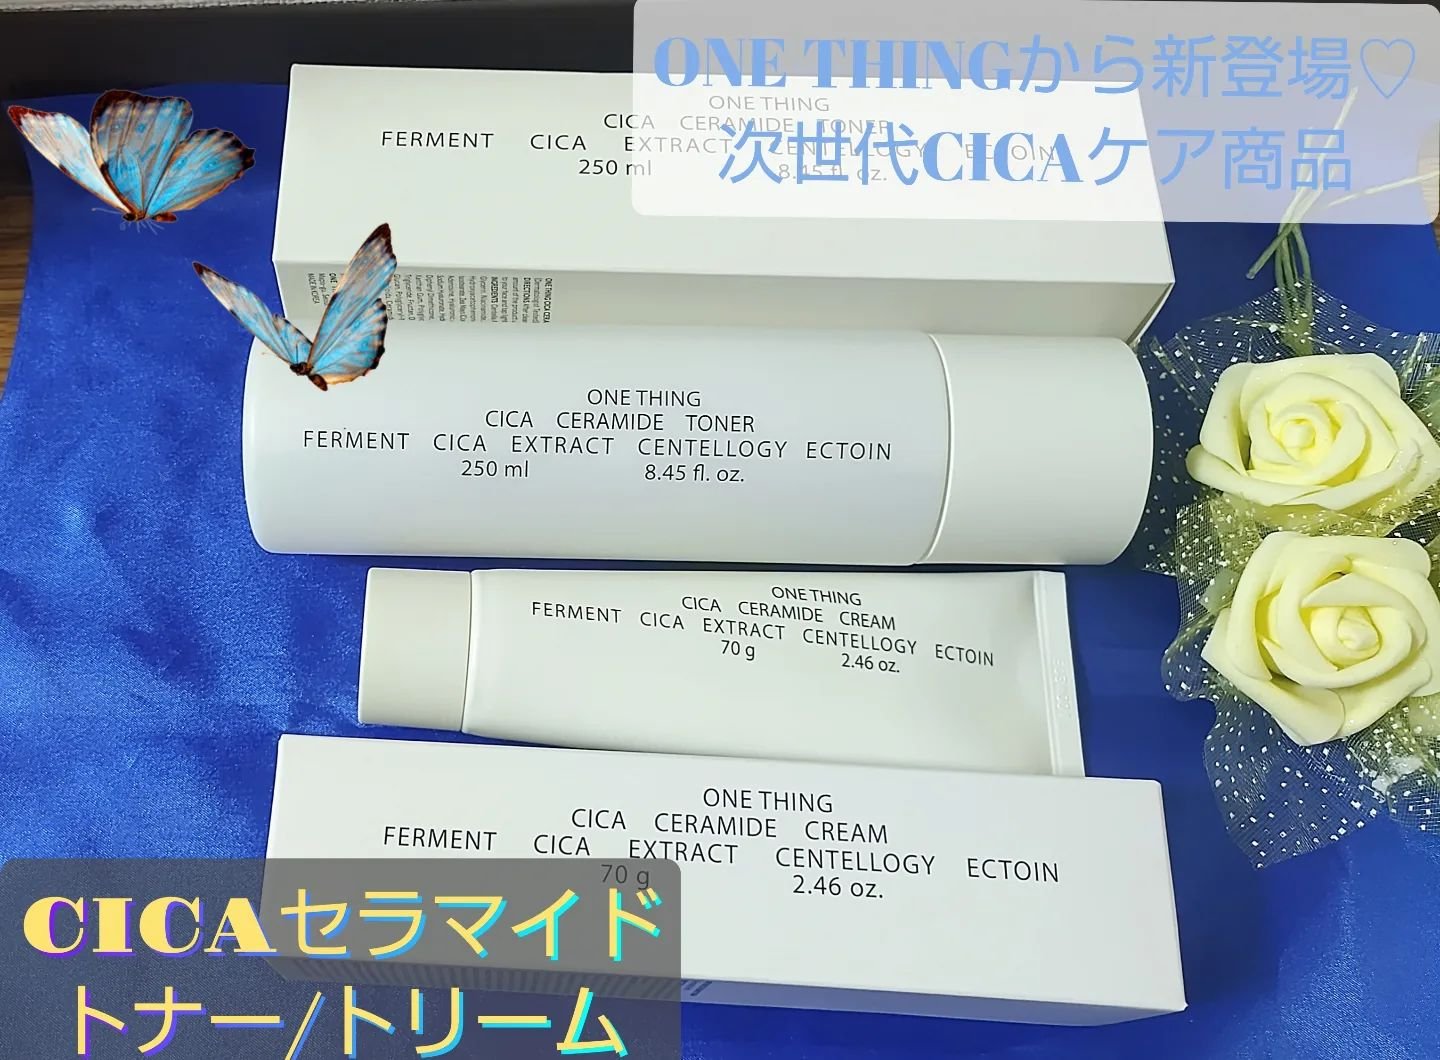 ONE THINGから新登場♡
次世代CICAケア商品
ONE THING
CICA CERAMIDE TONER
FERMENT CICA EXTRACT CENTELLOGY ECTOIN
250 ml 8.45 fl. oz.
ONE THING
CICA CERAMIDE TONER
FERMENT CICA EXTRACT CENTELLOGY ECTOIN
250 ml 8.45 fl. oz.
ONE THING
CICA CERAMIDE CREAM
FERMENT CICA EXTRACT CENTELLOGY ECTOIN
70 g 2.46 oz.
ONE THING
CICA CERAMIDE CREAM
FERMENT CICA EXTRACT CENTELLOGY ECTOIN
70 g 2.46 oz.
CICAセラマイド
トナー/トリーム